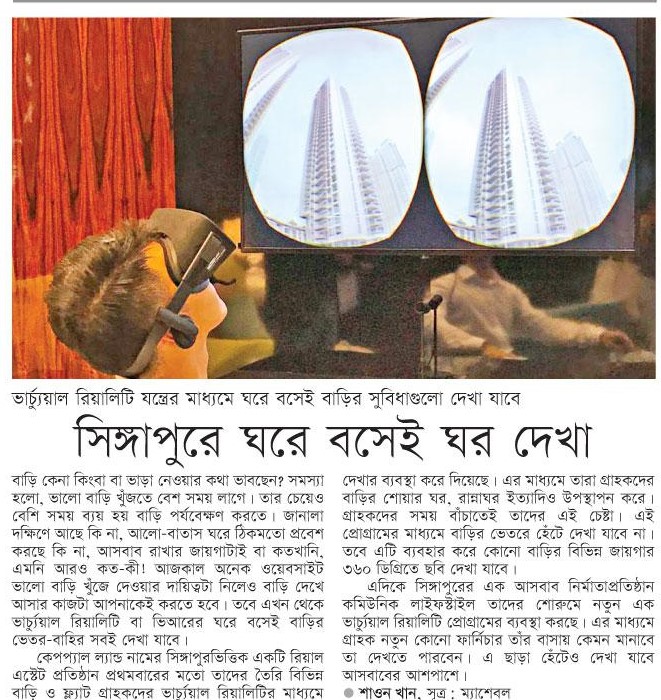 ভার্চ্যুয়াল রিয়ালিটি যন্ত্রের মাধ্যমে ঘরে বসেই বাড়ির সুবিধাগুলো দেখা যাবে
সিঙ্গাপুরে ঘরে বসেই ঘর দেখা
বাড়ি কেনা কিংবা বা ভাড়া নেওয়ার কথা ভাবছেন? সমস্যা
হলো, ভালো বাড়ি খুঁজতে বেশ সময় লাগে। তার চেয়েও
বেশি সময় ব্যয় হয় বাড়ি পর্যবেক্ষণ করতে। জানালা
দক্ষিণে আছে কি না, আলো-বাতাস ঘরে ঠিকমতো প্রবেশ
করছে কি না, আসবাব রাখার জায়গাটাই বা কতখানি,
এমনি আরও কত-কী! আজকাল অনেক ওয়েবসাইট
ভালো বাড়ি খুঁজে দেওয়ার দায়িত্বটা নিলেও বাড়ি দেখে
আসার কাজটা আপনাকেই করতে হবে। তবে এখন থেকে
ভার্চ্যুয়াল রিয়ালিটি বা ভিআরের ঘরে বসেই বাড়ির
ভেতর-বাহির সবই দেখা যাবে।
কেপপ্যাল ল্যান্ড নামের সিঙ্গাপুরভিত্তিক একটি রিয়াল
এস্টেট প্রতিষ্ঠান প্রথমবারের মতো তাদের তৈরি বিভিন্ন
বাড়ি ও ফ্ল্যাট গ্রাহকদের ভার্চ্যুয়াল রিয়ালিটির মাধ্যমে
দেখার ব্যবস্থা করে দিয়েছে। এর মাধ্যমে তারা গ্রাহকদের
বাড়ির শোয়ার ঘর, রান্নাঘর ইত্যাদিও উপস্থাপন করে।
গ্রাহকদের সময় বাঁচাতেই তাদের এই চেষ্টা। এই
প্রোগ্রামের মাধ্যমে বাড়ির ভেতরে হেঁটে দেখা যাবে না।
তবে এটি ব্যবহার করে কোনো বাড়ির বিভিন্ন জায়গার
৩৬০ ডিগ্রিতে ছবি দেখা যাবে।
এদিকে সিঙ্গাপুরের এক আসবাব নির্মাতাপ্রতিষ্ঠান
কমিউনিক লাইফস্টাইল তাদের শোরুমে নতুন এক
ভার্চ্যুয়াল রিয়ালিটি প্রোগ্রামের ব্যবস্থা করছে। এর মাধ্যমে
গ্রাহক নতুন কোনো ফার্নিচার তাঁর বাসায় কেমন মানাবে
তা দেখতে পারবেন। এ ছাড়া হেঁটেও দেখা যাবে
আসবাবের আশপাশে।
● শাওন খান, সূত্র : ম্যাশেবল